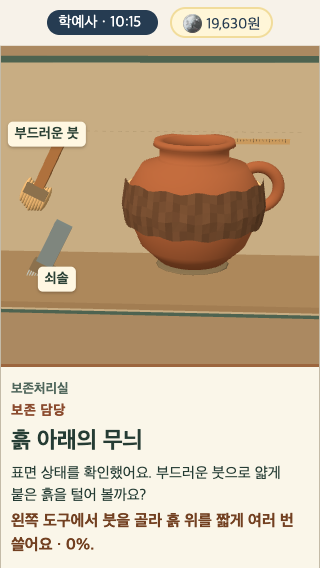 학예사 · 10:15
19,630원
부드러운 붓
쇠솔
보존처리실
보존 담당
흙 아래의 무늬
표면 상태를 확인했어요. 부드러운 붓으로 얇게
붙은 흙을 털어 볼까요?
왼쪽 도구에서 붓을 골라 흙 위를 짧게 여러 번
쓸어요 · 0%.